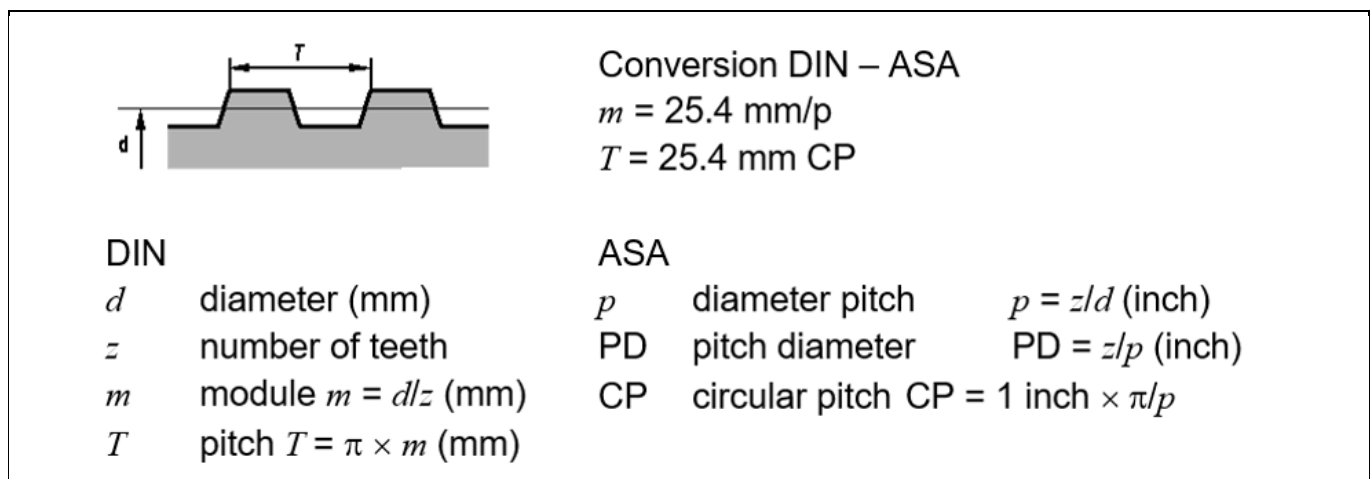 T
d
Conversion DIN – ASA
m = 25.4 mm/p
T = 25.4 mm CP
DIN
d diameter (mm)
z number of teeth
m module m = d/z (mm)
T pitch T = π × m (mm)
ASA
p diameter pitch p = z/d (inch)
PD pitch diameter PD = z/p (inch)
CP circular pitch CP = 1 inch × π/p